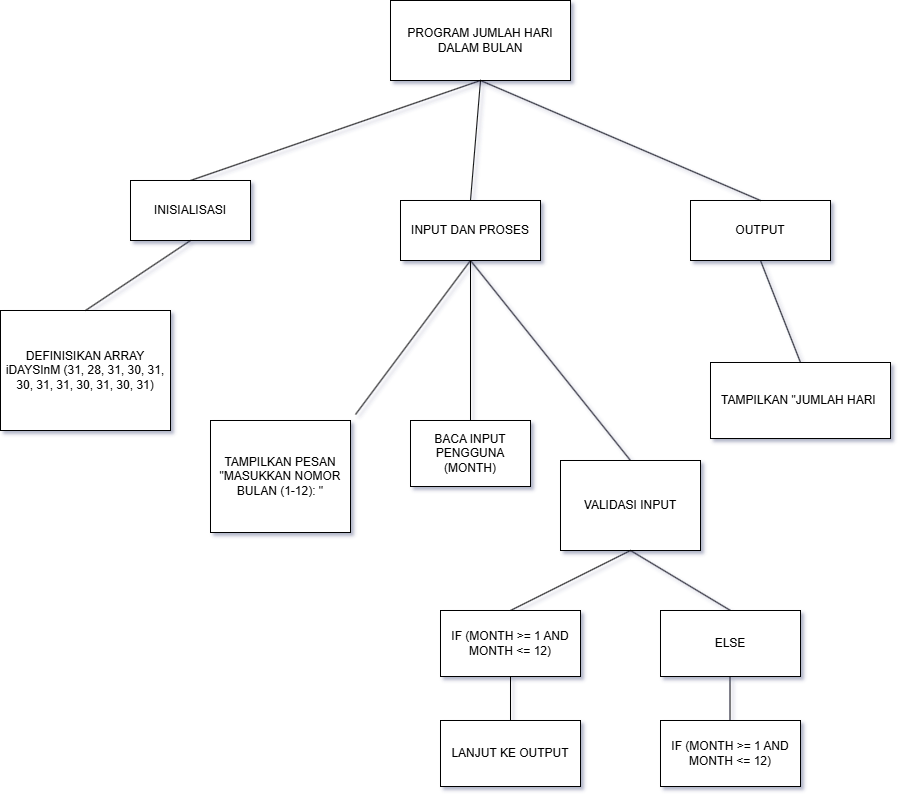 PROGRAM JUMLAH HARI
DALAM BULAN
INISIALISASI
INPUT DAN PROSES
OUTPUT
DEFINISIKAN ARRAY
iDAYSInM (31, 28, 31, 30, 31,
30, 31, 31, 30, 31, 30, 31)
TAMPILKAN "JUMLAH HARI
TAMPILKAN PESAN
"MASUKKAN NOMOR
BULAN (1-12): "
BACA INPUT
PENGGUNA
(MONTH)
VALIDASI INPUT
IF (MONTH >= 1 AND
MONTH <= 12)
ELSE
LANJUT KE OUTPUT
IF (MONTH >= 1 AND
MONTH <= 12)